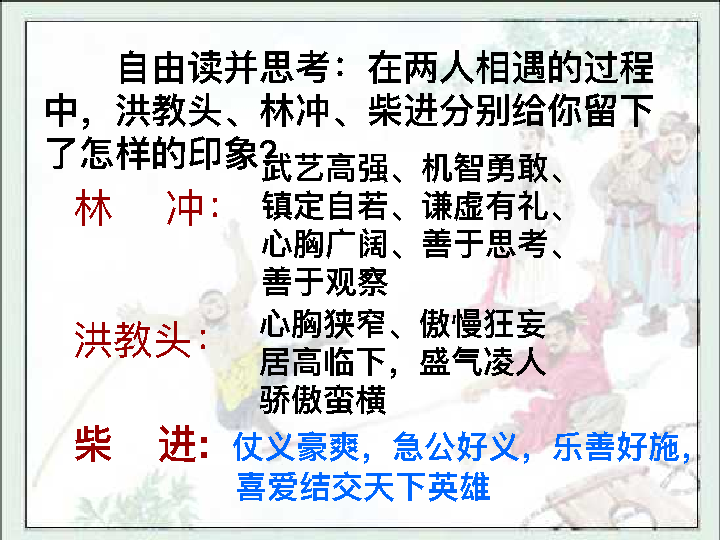 自由读并思考：在两人相遇的过程
中，洪教头、林冲、柴进分别给你留下
了怎样的印象?
林 冲：
武艺高强、机智勇敢、
镇定自若、谦虚有礼、
心胸广阔、善于思考、
善于观察
洪教头：
心胸狭窄、傲慢狂妄
居高临下，盛气凌人
骄傲蛮横
柴 进：仗义豪爽，急公好义，乐善好施，
喜爱结交天下英雄